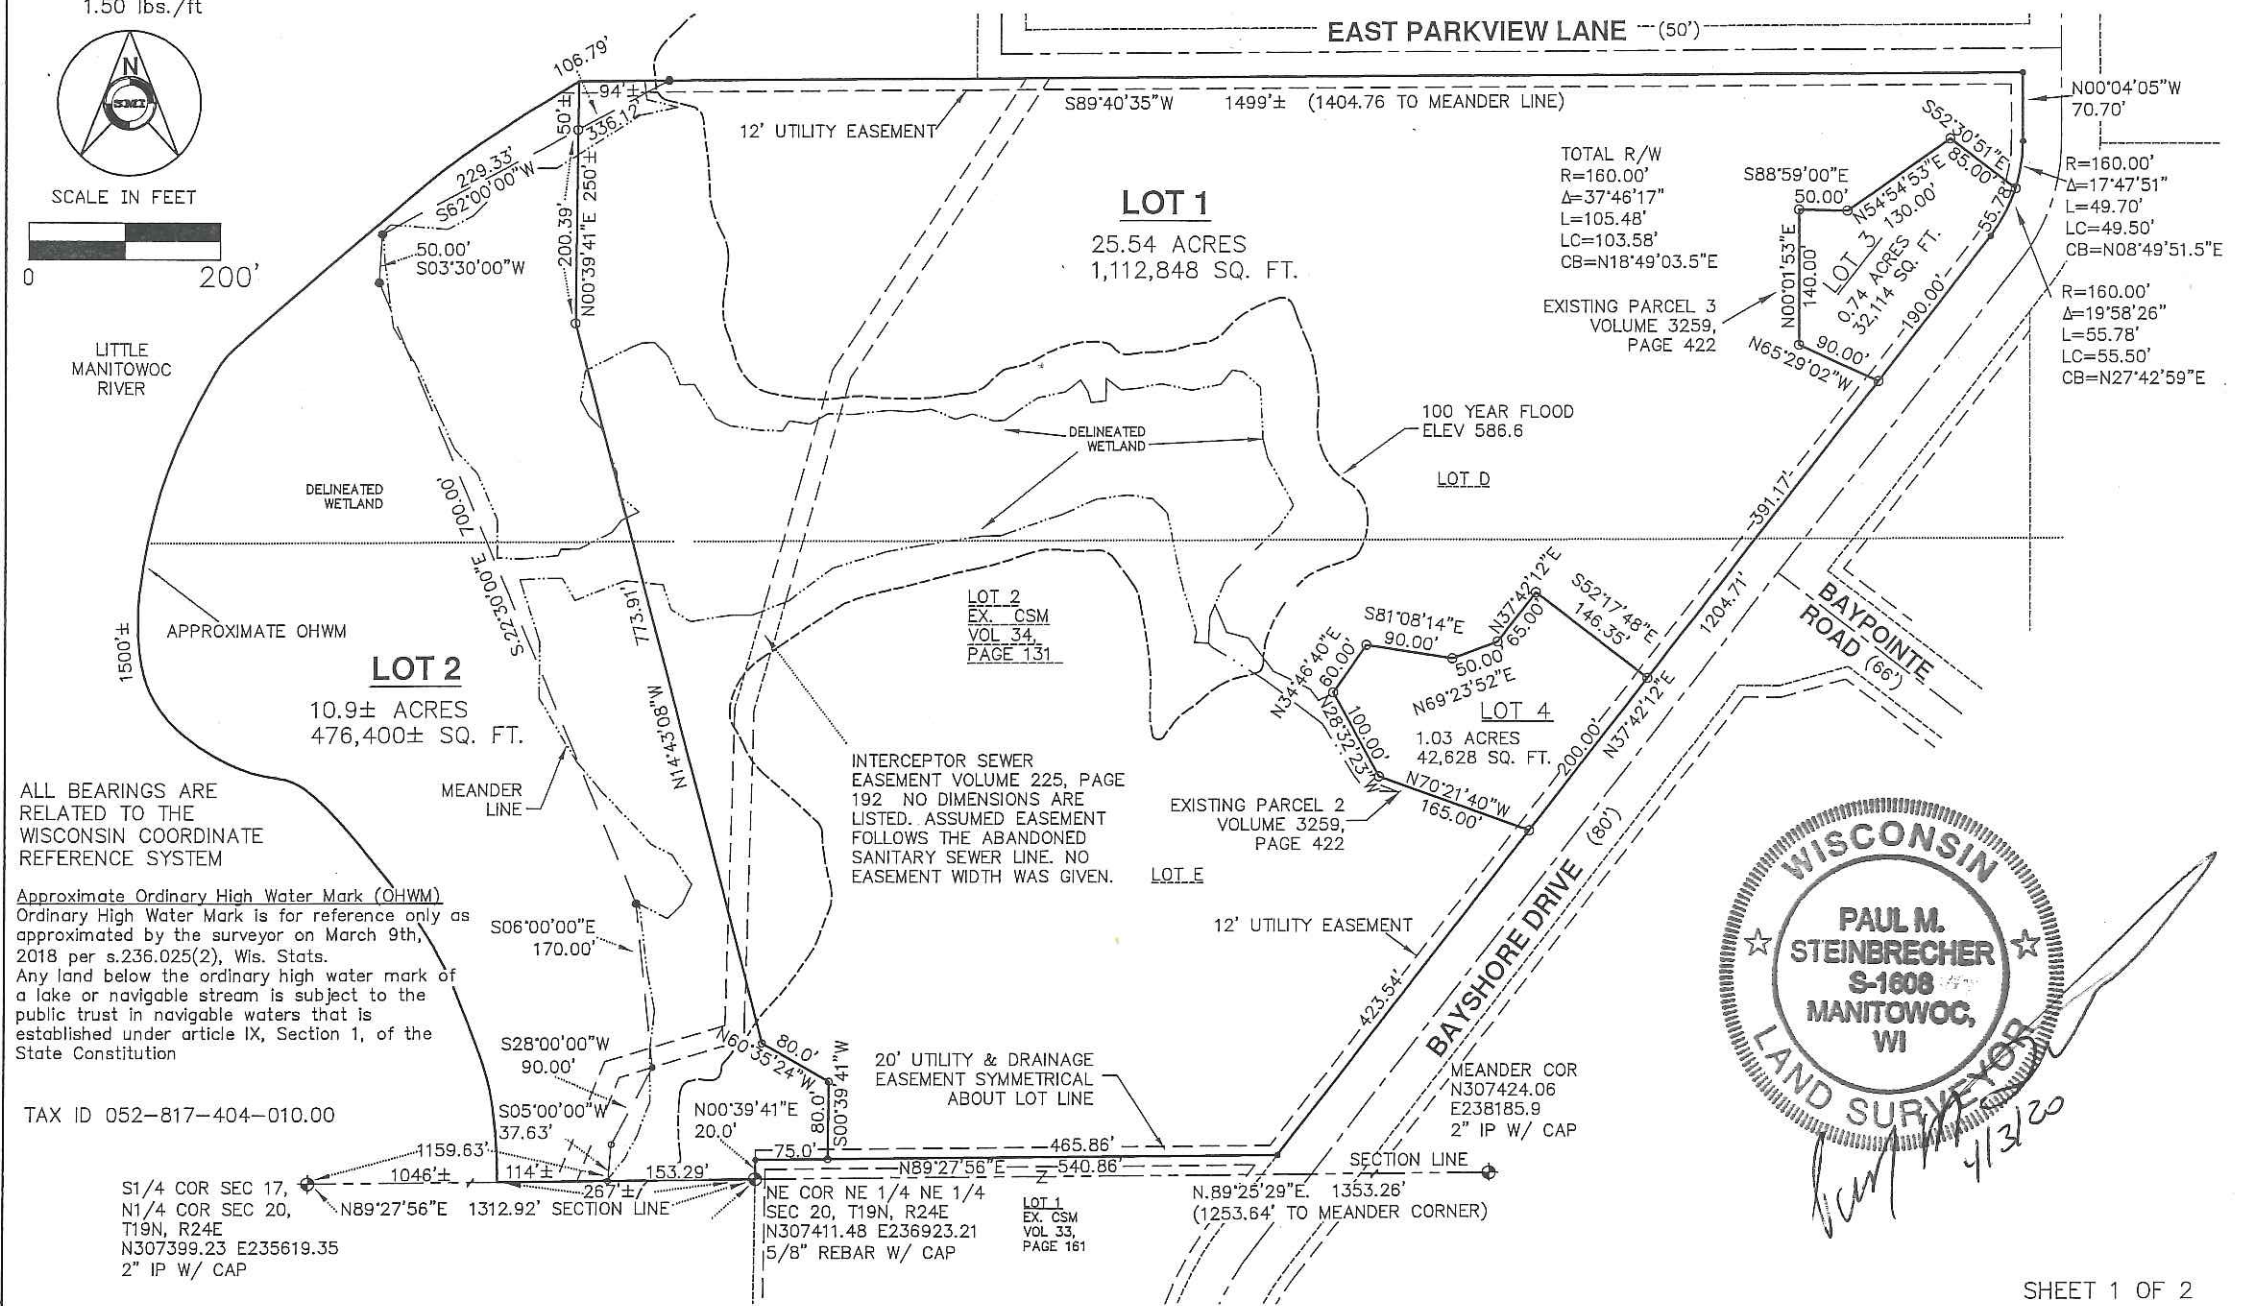 1.50 lbs./ft
N
SMI
SCALE IN FEET
0 200'
EAST PARKVIEW LANE (50')
106.79'
94'±
50'±
336.12'
229.33'
S62°00'00"W
50.00'
S03°30'00"W
200.39'
N00°39'41"E 250'±
12' UTILITY EASEMENT
S89°40'35"W 1499'± (1404.76 TO MEANDER LINE)
N00°04'05"W
70.70'
LOT 1
25.54 ACRES
1,112,848 SQ. FT.
TOTAL R/W
R=160.00'
Δ=37°46'17"
L=105.48'
LC=103.58'
CB=N18°49'03.5"E
S88°59'00"E
50.00'
N54°54'53"E
130.00'
S52°30'51"E
85.00'
55.78'
N00°01'53"E
140.00'
LOT 3
0.74 ACRES
32,114 SQ. FT.
190.00'
90.00'
N65°29'02"W
R=160.00'
Δ=17°47'51"
L=49.70'
LC=49.50'
CB=N08°49'51.5"E
R=160.00'
Δ=19°58'26"
L=55.78'
LC=55.50'
CB=N27°42'59"E
EXISTING PARCEL 3
VOLUME 3259,
PAGE 422
LITTLE
MANITOWOC
RIVER
DELINEATED
WETLAND
DELINEATED
WETLAND
100 YEAR FLOOD
ELEV 586.6
LOT D
700.00'
S.22°30'00"E
773.91'
N14°43'08"W
391.17'
1204.71'
BAYPOINTE
ROAD (66')
APPROXIMATE OHWM
1500'±
LOT 2
10.9± ACRES
476,400± SQ. FT.
LOT 2
EX. CSM
VOL 34,
PAGE 131
S81°08'14"E
90.00'
N34°46'40"E
60.00'
50.00'
N69°23'52"E
N37°42'12"E
65.00'
S52°17'48"E
146.35'
N28°32'23"W
100.00'
LOT 4
1.03 ACRES
42,628 SQ. FT.
200.00'
N37°42'12"E
N70°21'40"W
165.00'
EXISTING PARCEL 2
VOLUME 3259,
PAGE 422
MEANDER
LINE
INTERCEPTOR SEWER
EASEMENT VOLUME 225, PAGE
192 NO DIMENSIONS ARE
LISTED. ASSUMED EASEMENT
FOLLOWS THE ABANDONED
SANITARY SEWER LINE. NO
EASEMENT WIDTH WAS GIVEN.
LOT E
ALL BEARINGS ARE
RELATED TO THE
WISCONSIN COORDINATE
REFERENCE SYSTEM
Approximate Ordinary High Water Mark (OHWM)
Ordinary High Water Mark is for reference only as
approximated by the surveyor on March 9th,
2018 per s.236.025(2), Wis. Stats.
Any land below the ordinary high water mark of
a lake or navigable stream is subject to the
public trust in navigable waters that is
established under article IX, Section 1, of the
State Constitution
TAX ID 052-817-404-010.00
S06°00'00"E
170.00'
S28°00'00"W
90.00'
S05°00'00"W
37.63'
12' UTILITY EASEMENT
423.54'
BAYSHORE DRIVE (80')
N60°35'24"W
80.0'
S00°39'41"W
80.0'
N00°39'41"E
20.0'
75.0'
20' UTILITY & DRAINAGE
EASEMENT SYMMETRICAL
ABOUT LOT LINE
465.86'
N89°27'56"E 540.86'
MEANDER COR
N307424.06
E238185.9
2" IP W/ CAP
SECTION LINE
1159.63'
1046'±
114'±
153.29'
267'±
N89°27'56"E 1312.92' SECTION LINE
S1/4 COR SEC 17,
N1/4 COR SEC 20,
T19N, R24E
N307399.23 E235619.35
2" IP W/ CAP
NE COR NE 1/4 NE 1/4
SEC 20, T19N, R24E
N307411.48 E236923.21
5/8" REBAR W/ CAP
LOT 1
EX. CSM
VOL 33,
PAGE 161
N.89°25'29"E. 1353.26'
(1253.64' TO MEANDER CORNER)
WISCONSIN
PAUL M.
STEINBRECHER
S-1608
MANITOWOC,
WI
LAND SURVEYOR
4/3/20
SHEET 1 OF 2